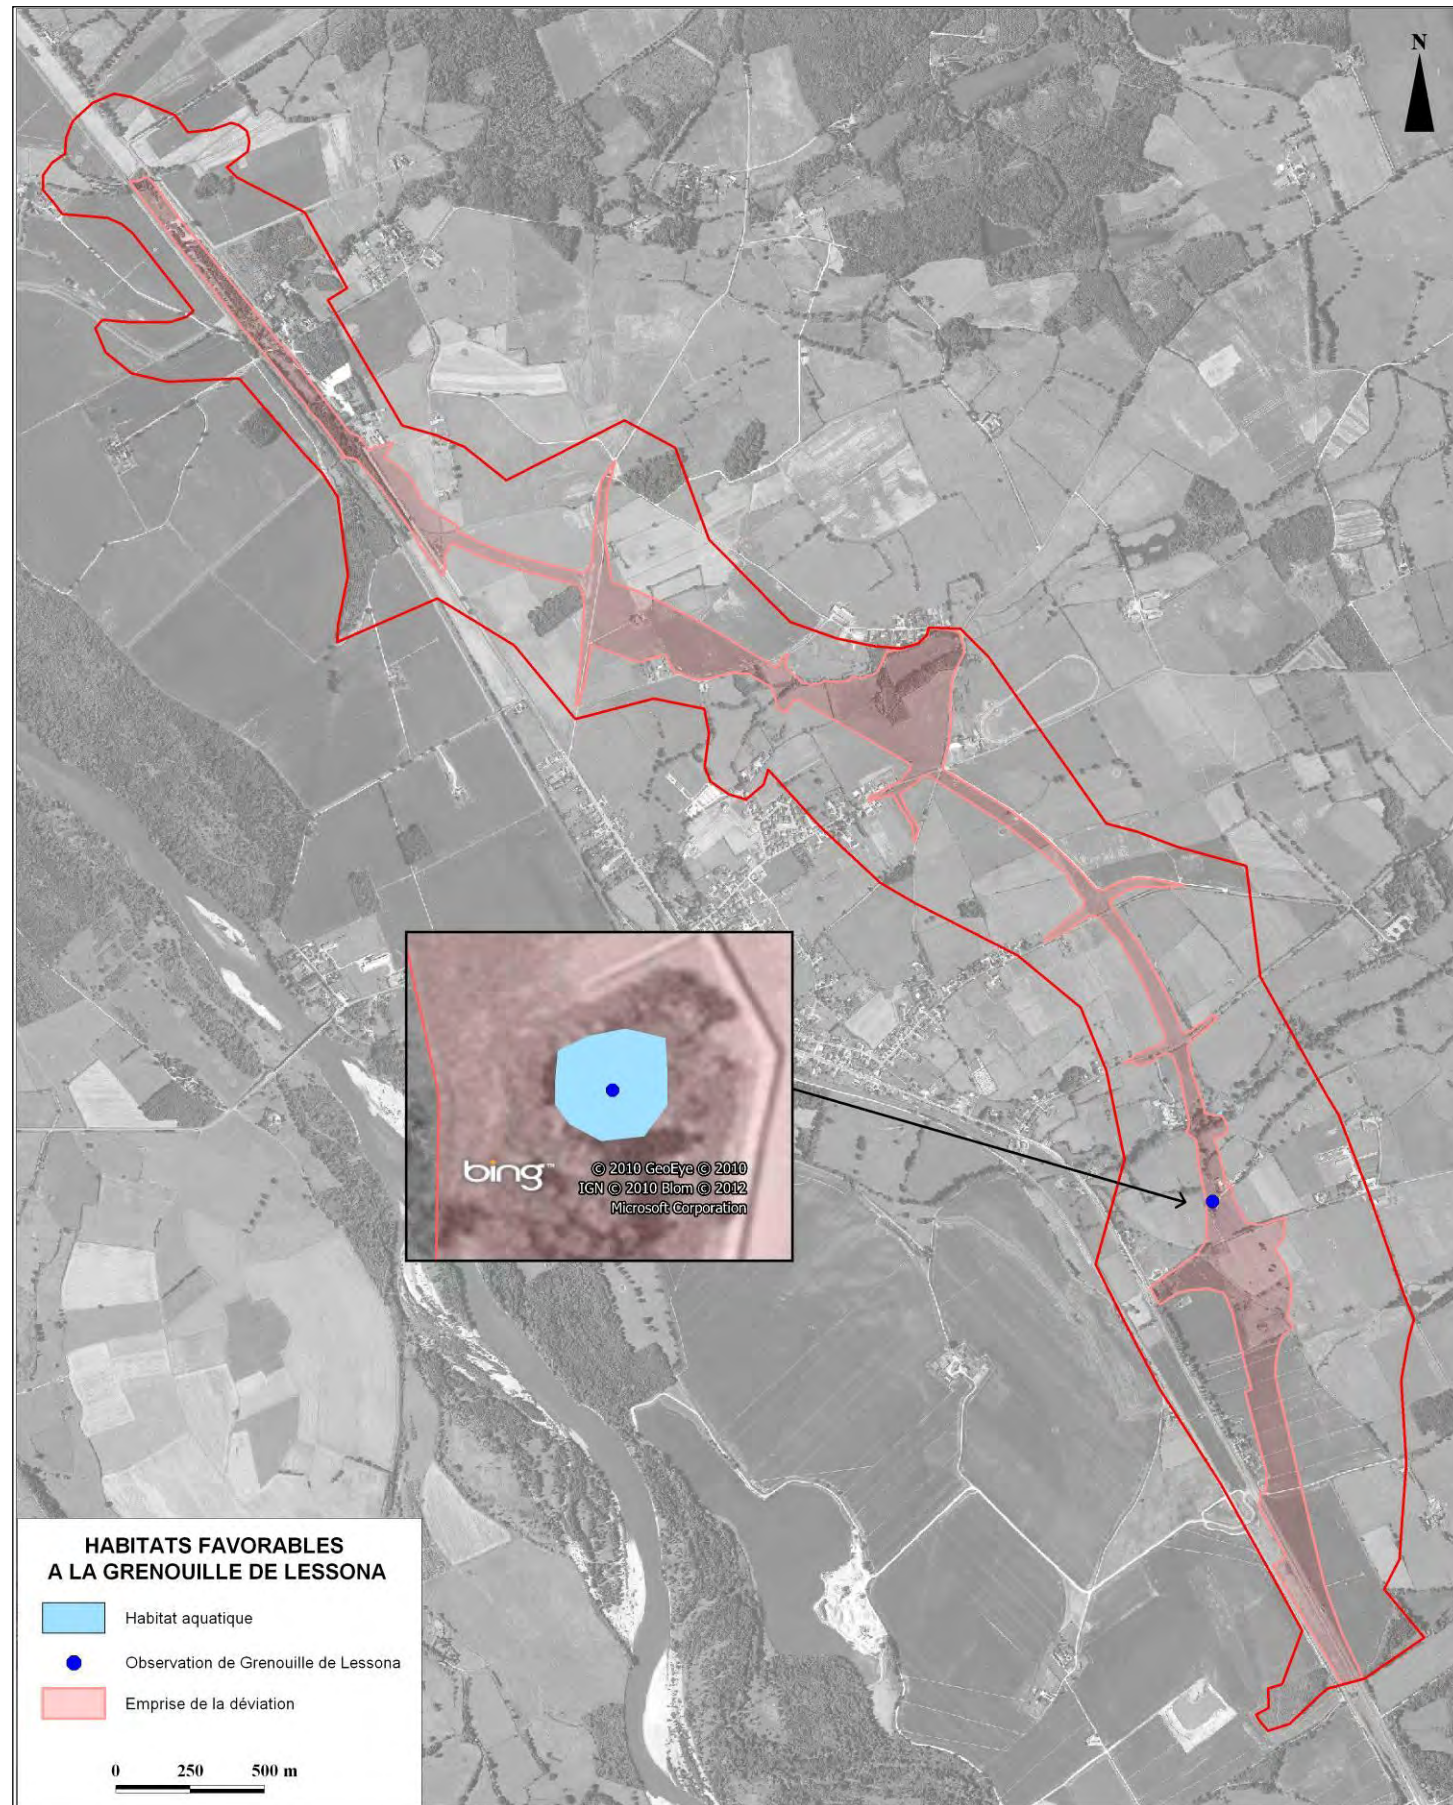 N
bing™
© 2010 GeoEye © 2010
IGN © 2010 Blom © 2012
Microsoft Corporation
HABITATS FAVORABLES
A LA GRENOUILLE DE LESSONA
Habitat aquatique
Observation de Grenouille de Lessona
Emprise de la déviation
0 250 500 m